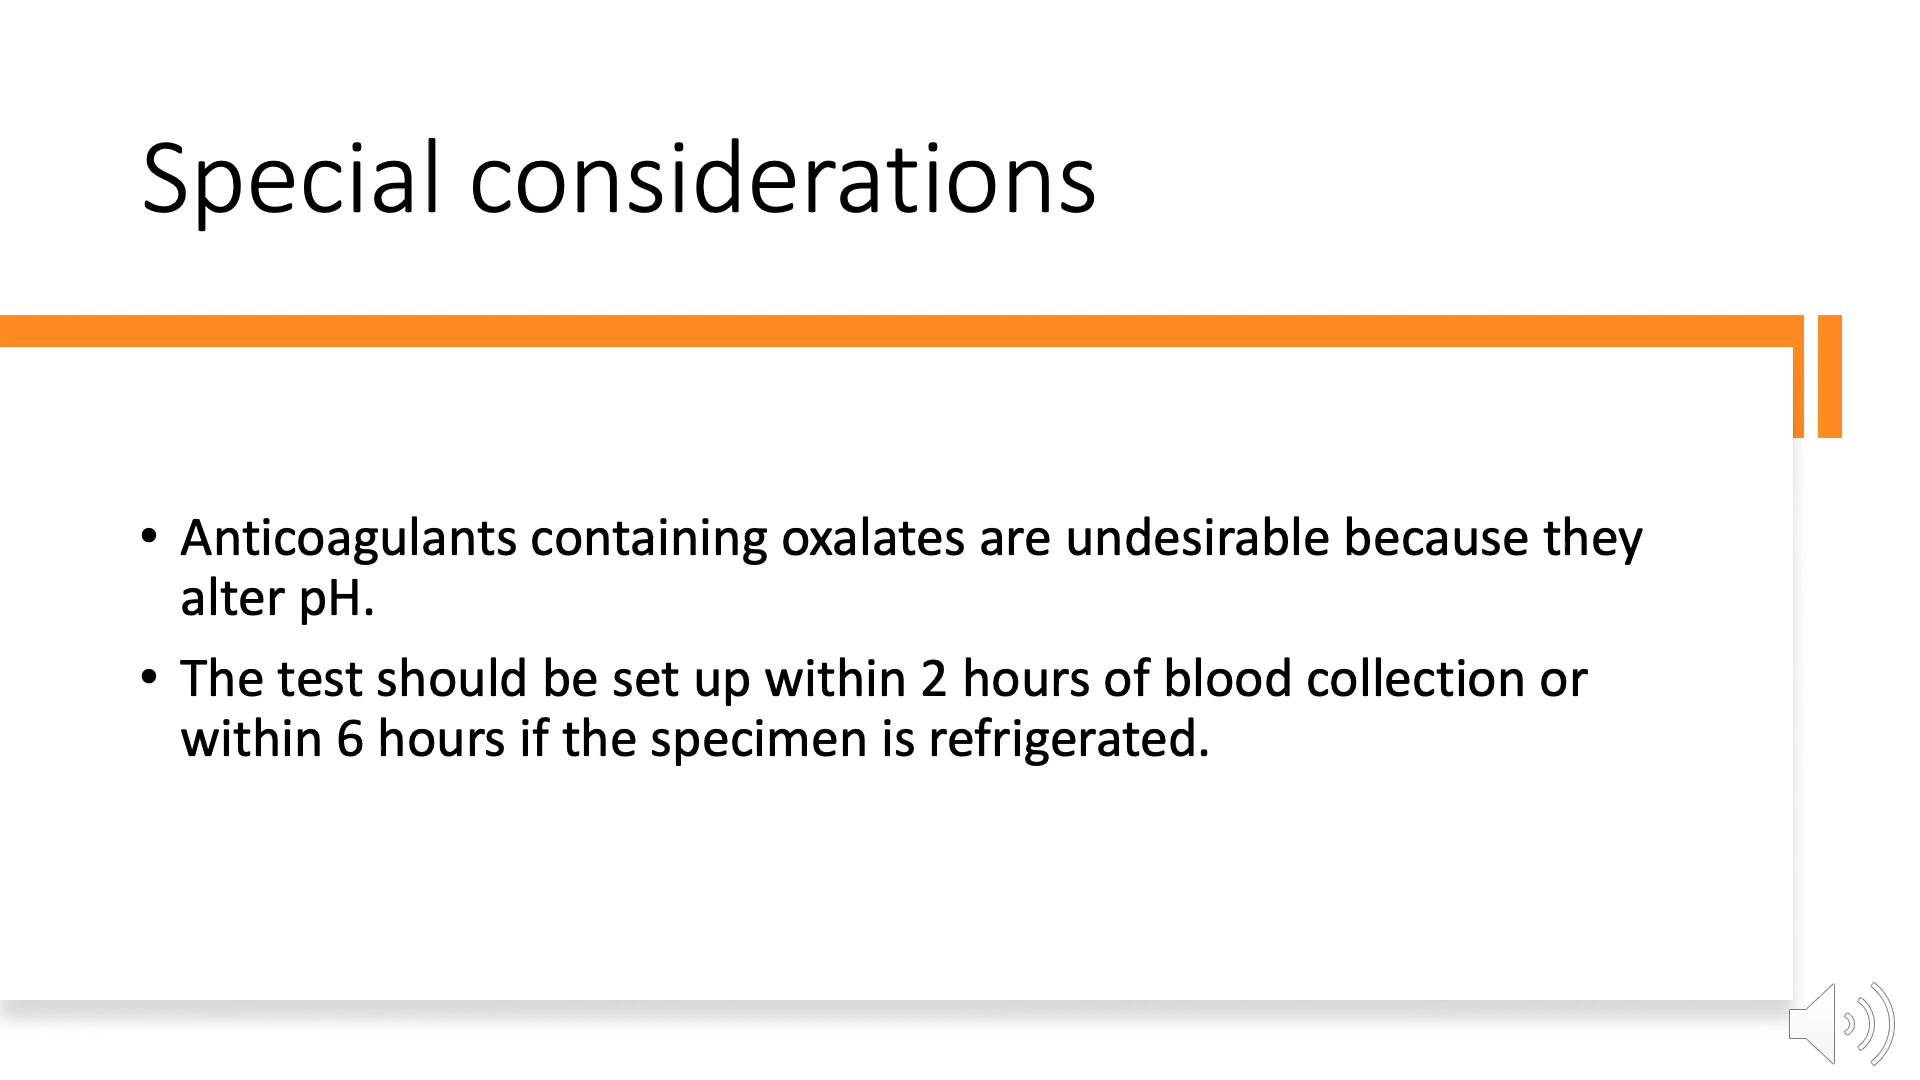 Special considerations
• Anticoagulants containing oxalates are undesirable because they
alter pH.
• The test should be set up within 2 hours of blood collection or
within 6 hours if the specimen is refrigerated.